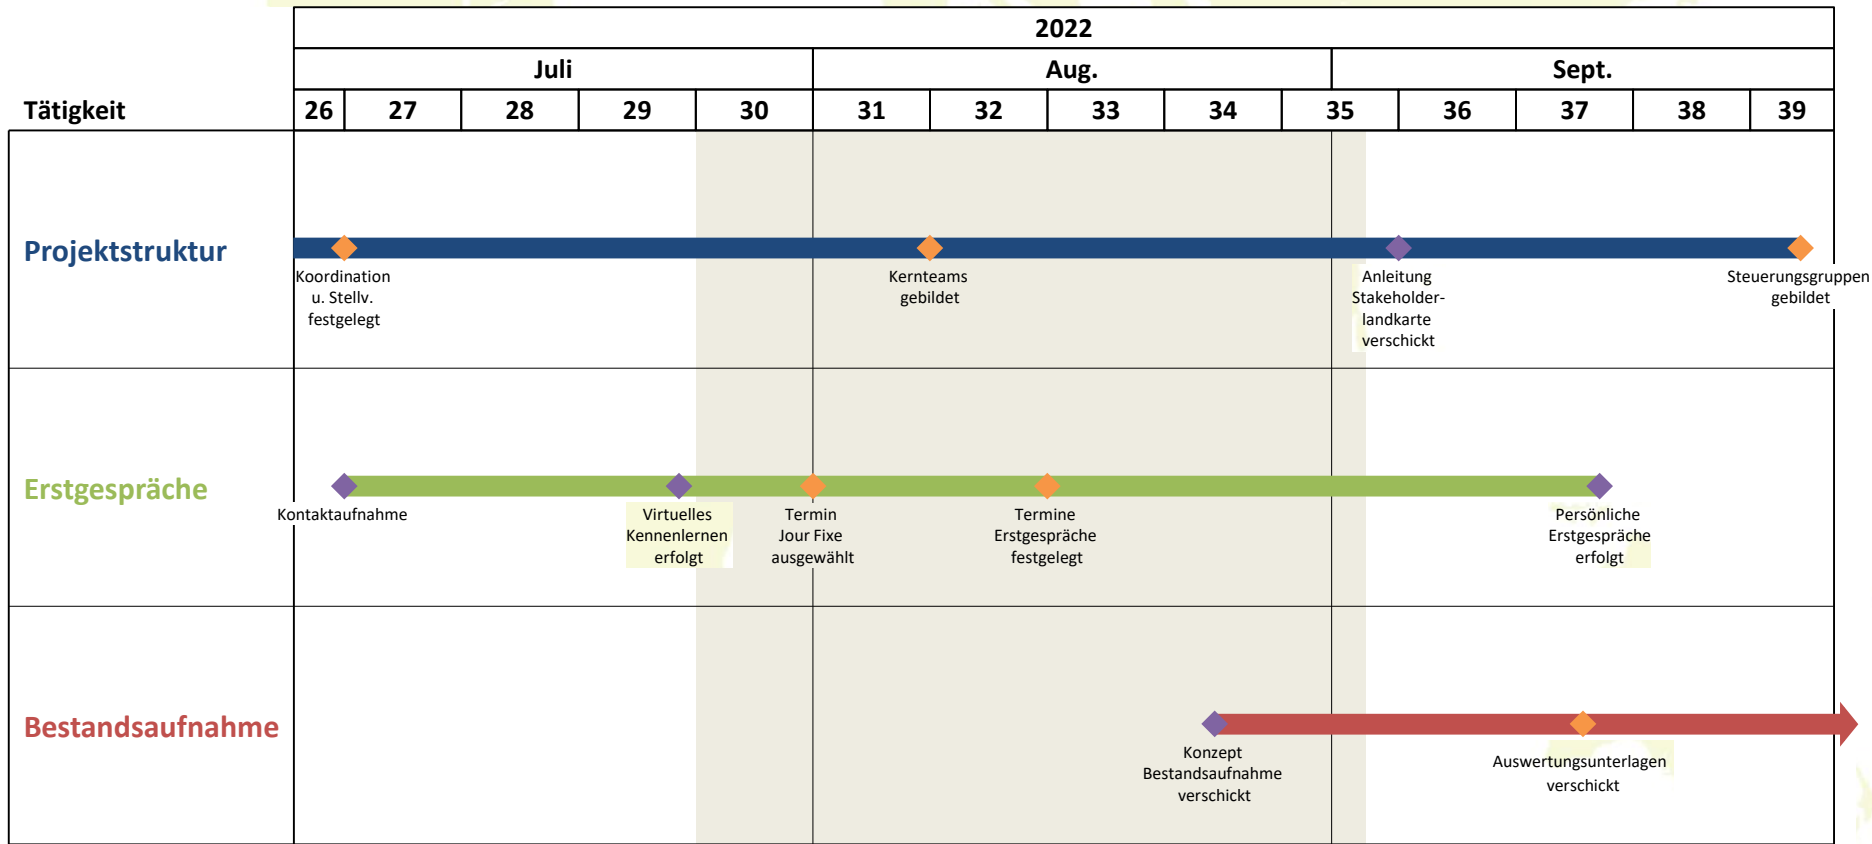 2022
Juli Aug. Sept.
Tätigkeit 26 27 28 29 30 31 32 33 34 35 36 37 38 39
Projektstruktur
Koordination
u. Stellv.
festgelegt
Kernteams
gebildet
Anleitung
Stakeholder-
landkarte
verschickt
Steuerungsgruppen
gebildet
Erstgespräche
Kontaktaufnahme
Virtuelles
Kennenlernen
erfolgt
Termin
Jour Fixe
ausgewählt
Termine
Erstgespräche
festgelegt
Persönliche
Erstgespräche
erfolgt
Bestandsaufnahme
Konzept
Bestandsaufnahme
verschickt
Auswertungsunterlagen
verschickt